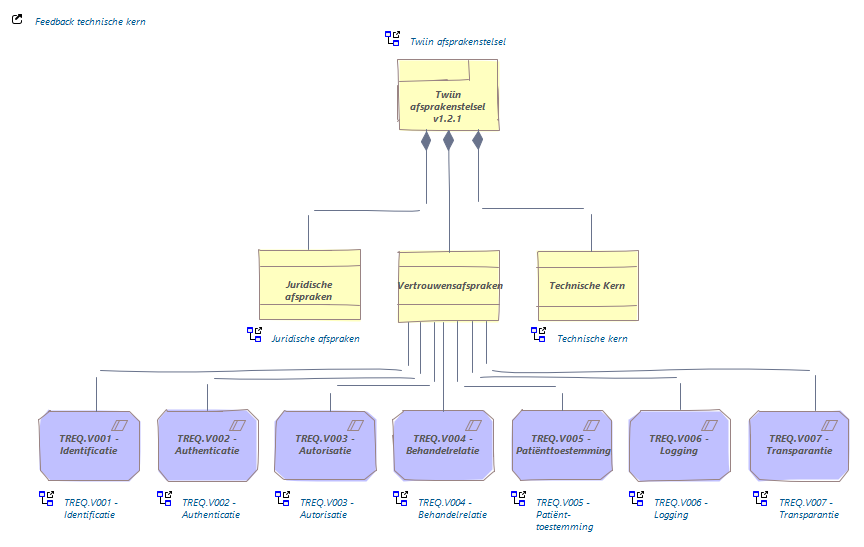 Feedback technische kern
Twiin afsprakenstelsel
Twiin
afsprakenstelsel
v1.2.1
Juridische
afspraken
Vertrouwensafspraken
Technische Kern
Juridische afspraken
Technische kern
TREQ.V001 -
Identificatie
TREQ.V002 -
Authenticatie
TREQ.V003 -
Autorisatie
TREQ.V004 -
Behandelrelatie
TREQ.V005 -
Patiënttoestemming
TREQ.V006 -
Logging
TREQ.V007 -
Transparantie
TREQ.V001 -
Identificatie
TREQ.V002 -
Authenticatie
TREQ.V003 -
Autorisatie
TREQ.V004 -
Behandelrelatie
TREQ.V005 -
Patiënt-
toestemming
TREQ.V006 -
Logging
TREQ.V007 -
Transparantie